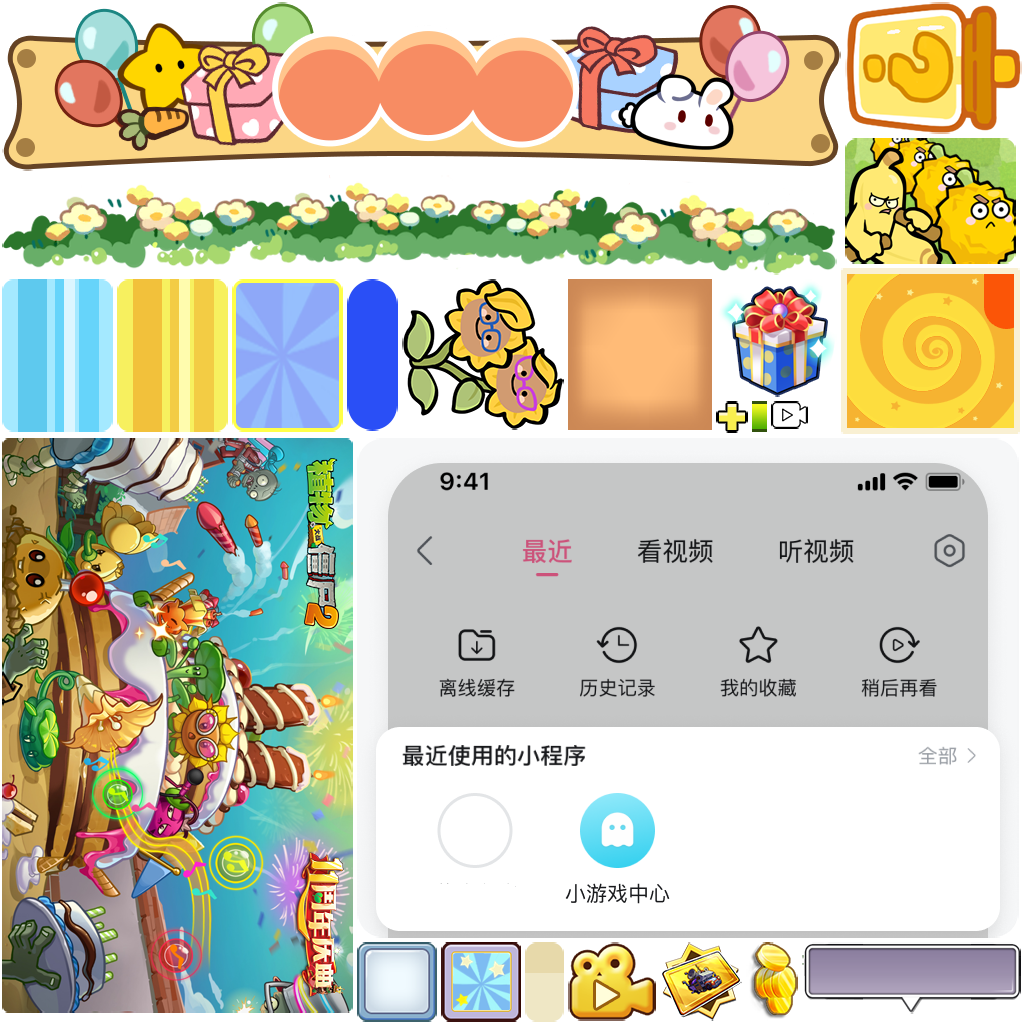 植物大战僵尸2
周年庆典
9:41
最近 看视频 听视频
离线缓存 历史记录 我的收藏 稍后再看
最近使用的小程序 全部
小游戏中心